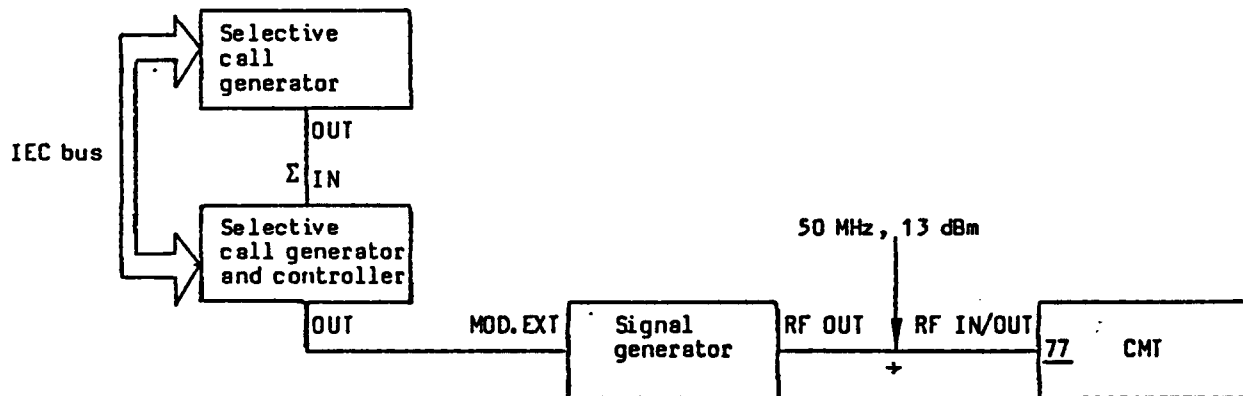 Selective
call
generator
OUT
IEC bus
Σ IN
Selective
call generator
and controller
50 MHz, 13 dBm
OUT
MOD.EXT
Signal
generator
RF OUT
RF IN/OUT
77
CMT